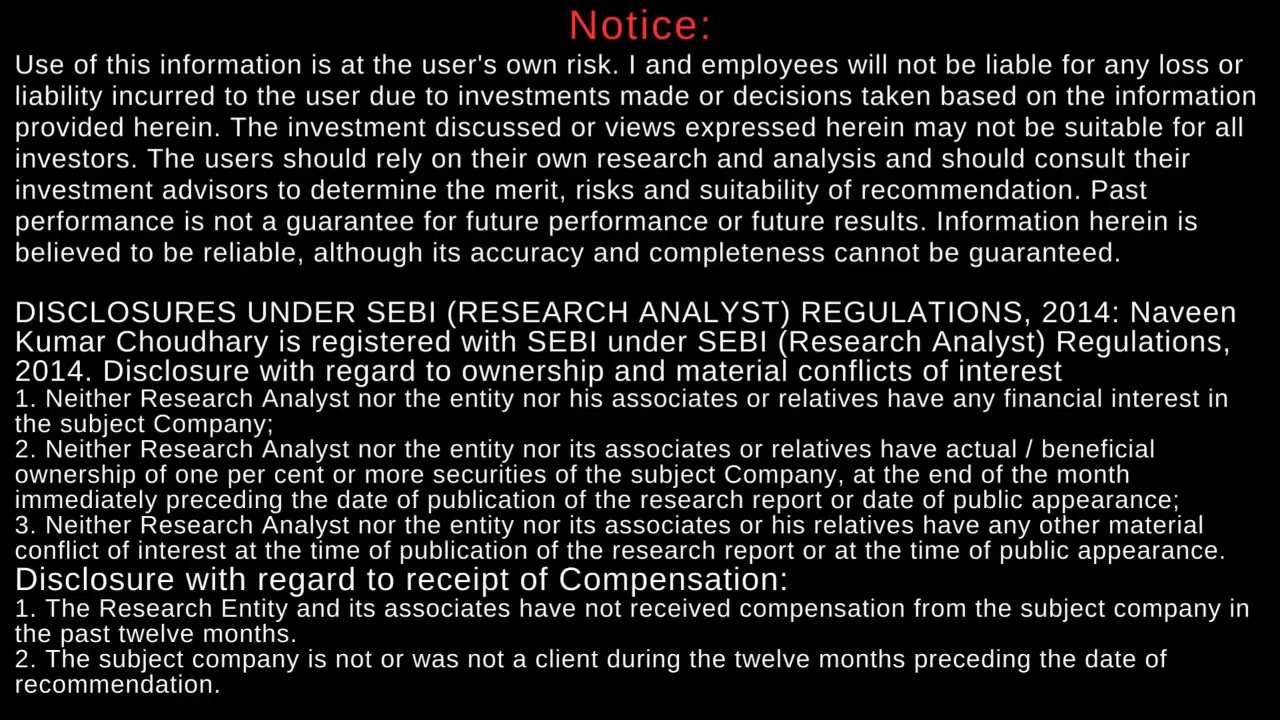 Notice:
Use of this information is at the user's own risk. I and employees will not be liable for any loss or
liability incurred to the user due to investments made or decisions taken based on the information
provided herein. The investment discussed or views expressed herein may not be suitable for all
investors. The users should rely on their own research and analysis and should consult their
investment advisors to determine the merit, risks and suitability of recommendation. Past
performance is not a guarantee for future performance or future results. Information herein is
believed to be reliable, although its accuracy and completeness cannot be guaranteed.
DISCLOSURES UNDER SEBI (RESEARCH ANALYST) REGULATIONS, 2014: Naveen
Kumar Choudhary is registered with SEBI under SEBI (Research Analyst) Regulations,
2014. Disclosure with regard to ownership and material conflicts of interest
1. Neither Research Analyst nor the entity nor his associates or relatives have any financial interest in
the subject Company;
2. Neither Research Analyst nor the entity nor its associates or relatives have actual / beneficial
ownership of one per cent or more securities of the subject Company, at the end of the month
immediately preceding the date of publication of the research report or date of public appearance;
3. Neither Research Analyst nor the entity nor its associates or his relatives have any other material
conflict of interest at the time of publication of the research report or at the time of public appearance.
Disclosure with regard to receipt of Compensation:
1. The Research Entity and its associates have not received compensation from the subject company in
the past twelve months.
2. The subject company is not or was not a client during the twelve months preceding the date of
recommendation.